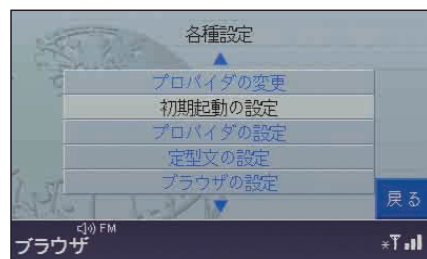 各種設定
プロバイダの変更
初期起動の設定
プロバイダの設定
定型文の設定
ブラウザの設定
戻る
FM
ブラウザ